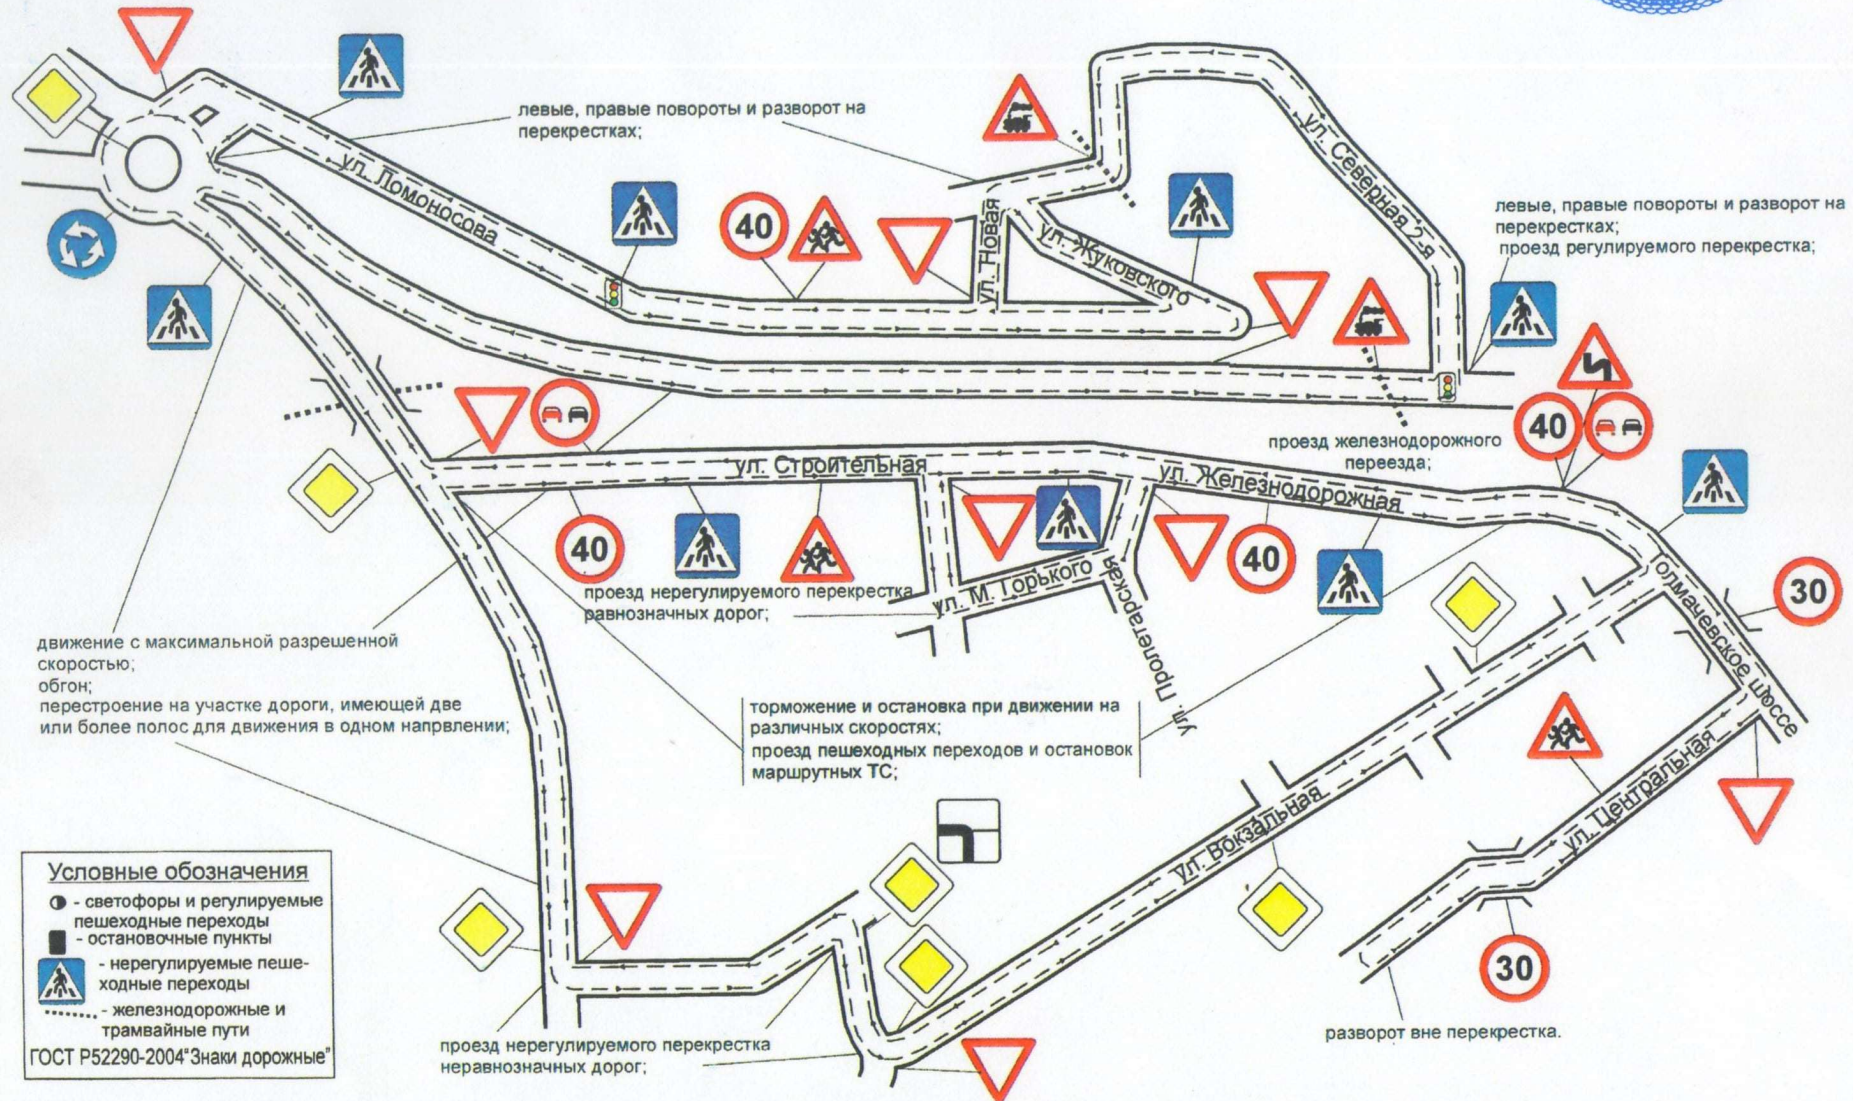 левые, правые повороты и разворот на
перекрестках;
ул. Ломоносова
40
ул. Новая
ул. Жуковского
ул. Северная 2-я
левые, правые повороты и разворот на
перекрестках;
проезд регулируемого перекрестка;
проезд железнодорожного
переезда;
40
ул. Строительная
ул. Железнодорожная
40
40
30
проезд нерегулируемого перекрестка
равнозначных дорог;
ул. М. Горького
ул. Пролетарская
Толмачевское шоссе
движение с максимальной разрешенной
скоростью;
обгон;
перестроение на участке дороги, имеющей две
или более полос для движения в одном напрвлении;
торможение и остановка при движении на
различных скоростях;
проезд пешеходных переходов и остановок
маршрутных ТС;
ул. Вокзальная
ул. Центральная
30
разворот вне перекрестка.
проезд нерегулируемого перекрестка
неравнозначных дорог;
Условные обозначения
- светофоры и регулируемые
пешеходные переходы
- остановочные пункты
- нерегулируемые пеше-
ходные переходы
- железнодорожные и
трамвайные пути
ГОСТ Р52290-2004"Знаки дорожные"